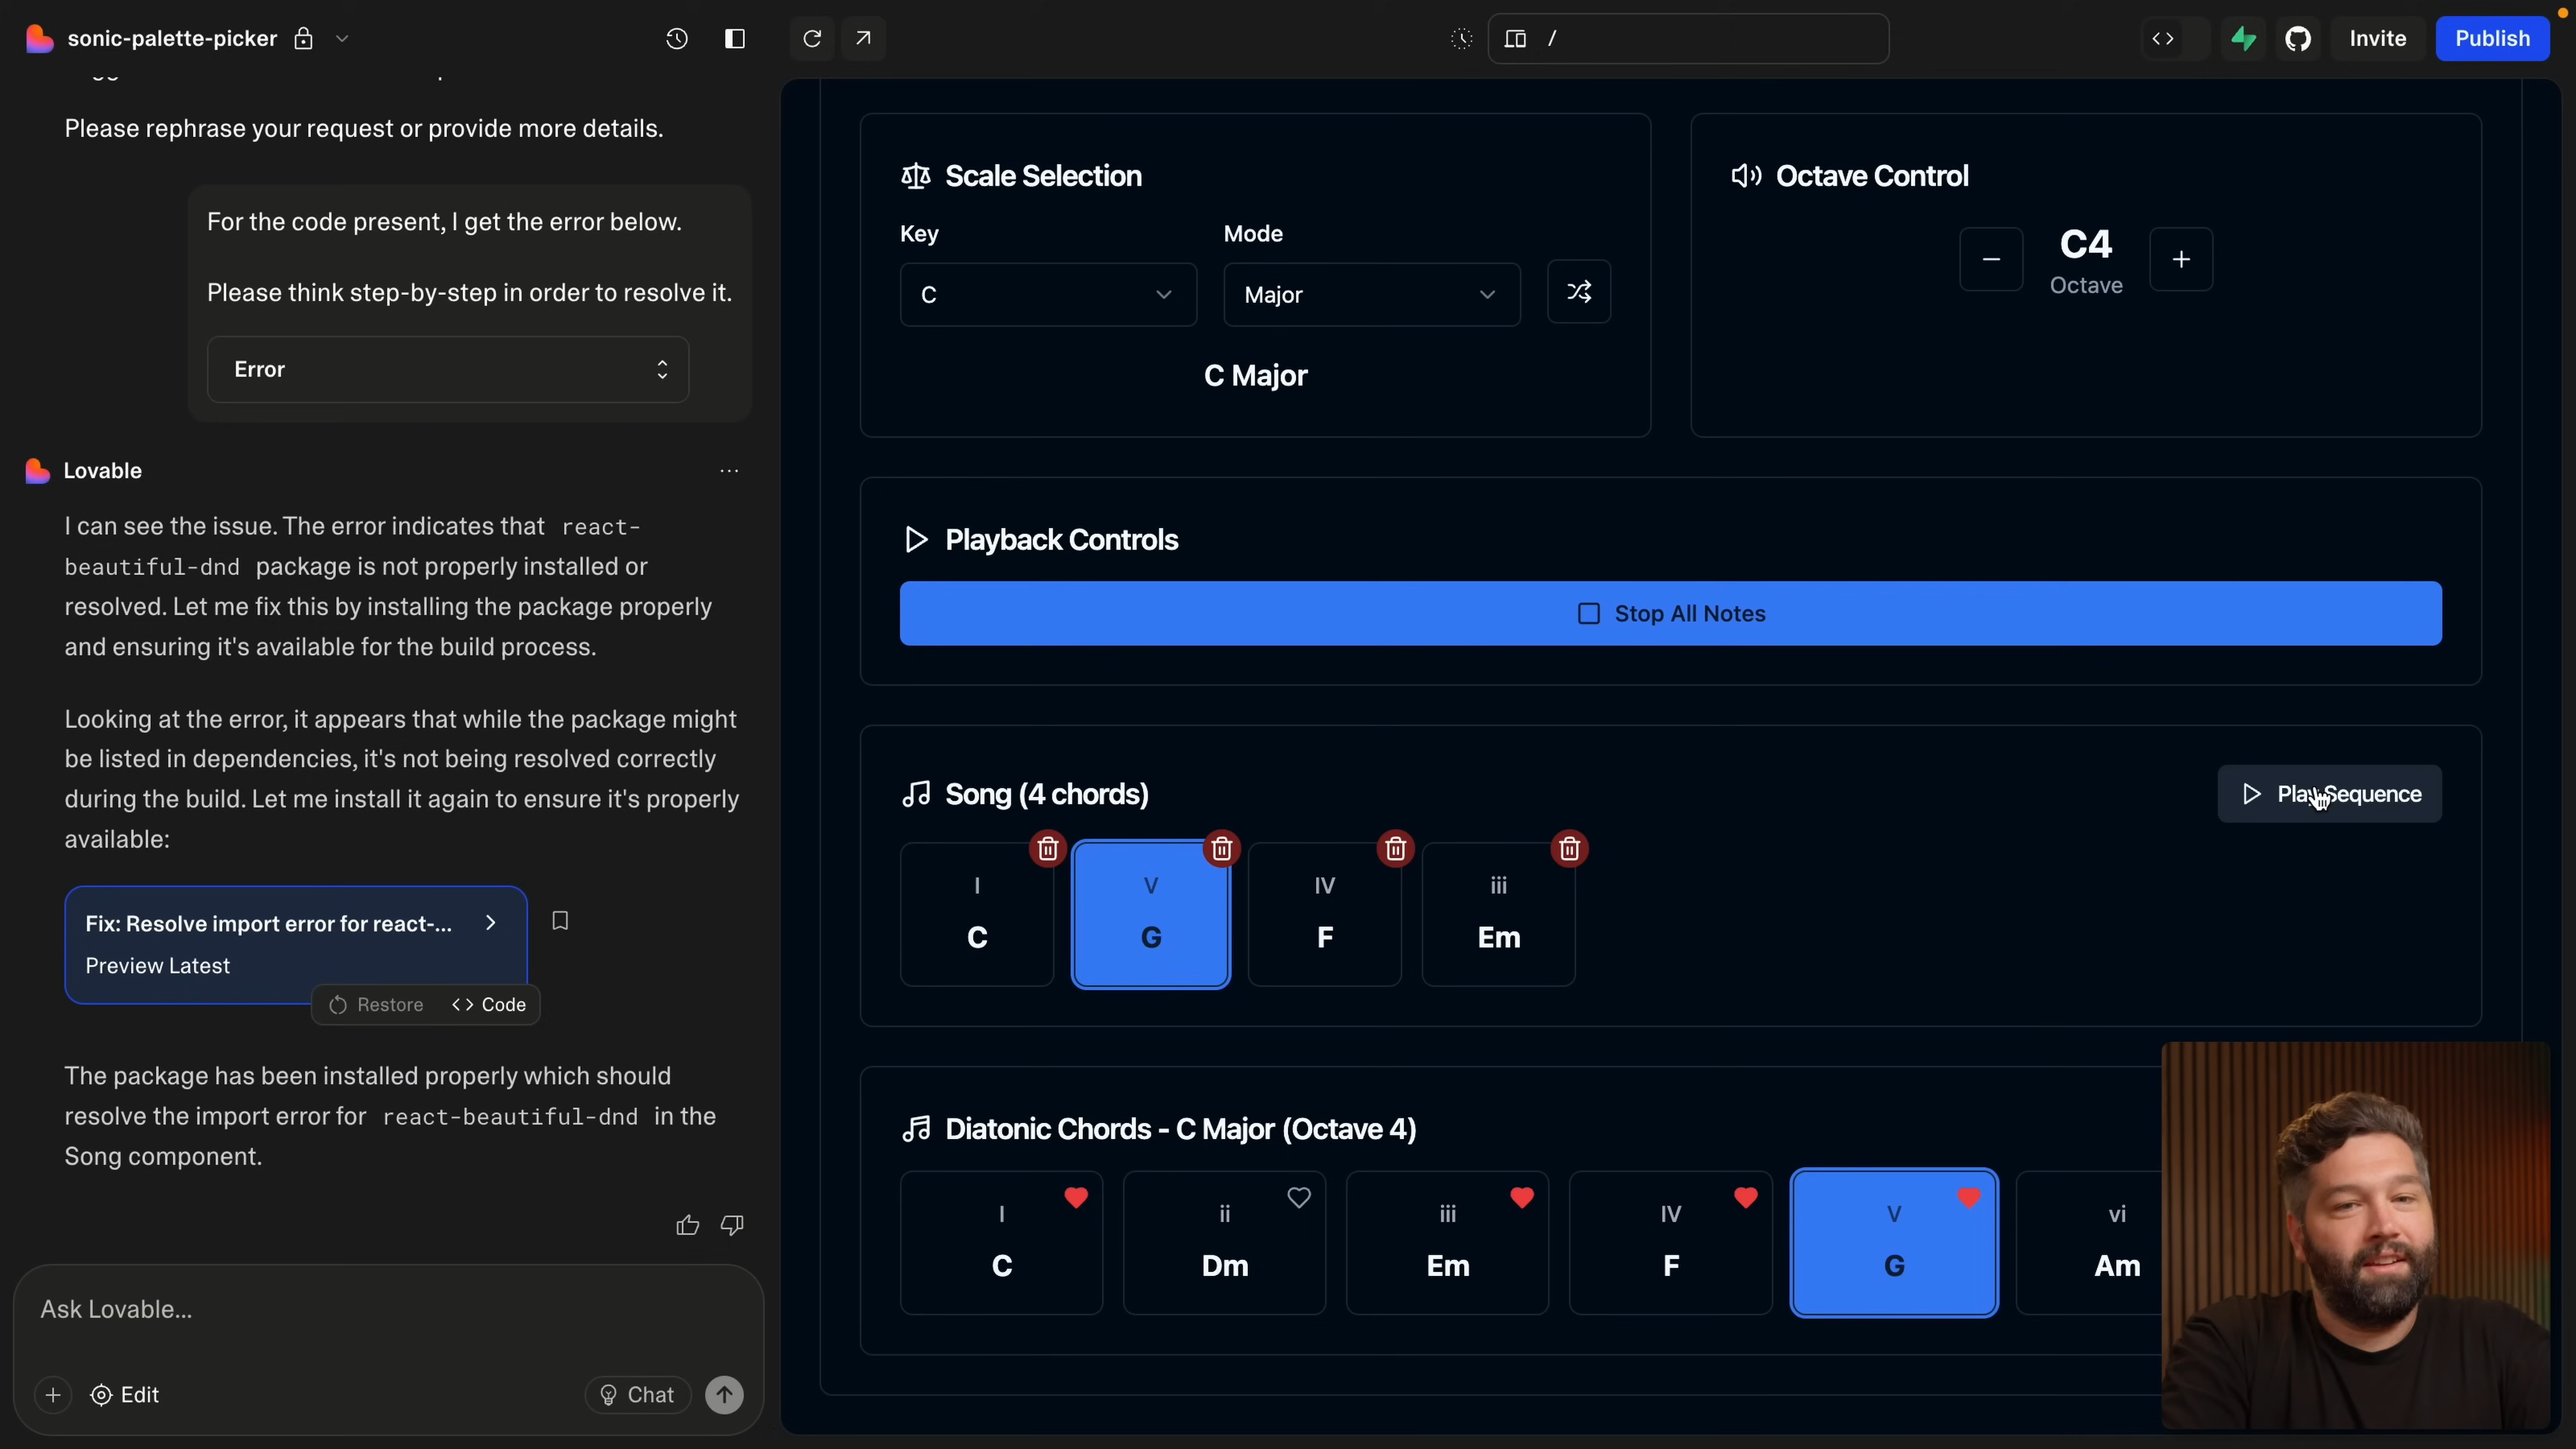 sonic-palette-picker
/
Invite
Publish
Please rephrase your request or provide more details.
For the code present, I get the error below.
Please think step-by-step in order to resolve it.
Error
Lovable
I can see the issue. The error indicates that react-
beautiful-dnd package is not properly installed or
resolved. Let me fix this by installing the package properly
and ensuring it's available for the build process.
Looking at the error, it appears that while the package might
be listed in dependencies, it's not being resolved correctly
during the build. Let me install it again to ensure it's properly
available:
Fix: Resolve import error for react-...
Preview Latest
Restore
Code
The package has been installed properly which should
resolve the import error for react-beautiful-dnd in the
Song component.
Ask Lovable...
Edit
Chat
Scale Selection
Key
Mode
C
Major
C Major
Octave Control
C4
Octave
Playback Controls
Stop All Notes
Song (4 chords)
Play Sequence
I
C
V
G
IV
F
iii
Em
Diatonic Chords - C Major (Octave 4)
I
C
ii
Dm
iii
Em
IV
F
V
G
vi
Am